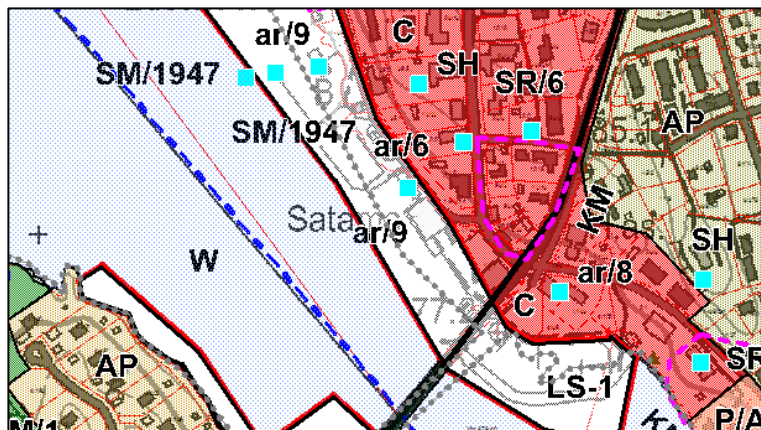 ar/9
C
SM/1947
SH
SR/6
SM/1947
ar/6
AP
Satam
ar/9
KM
SH
W
ar/8
C
AP
SR
LS-1
M/1
P/A